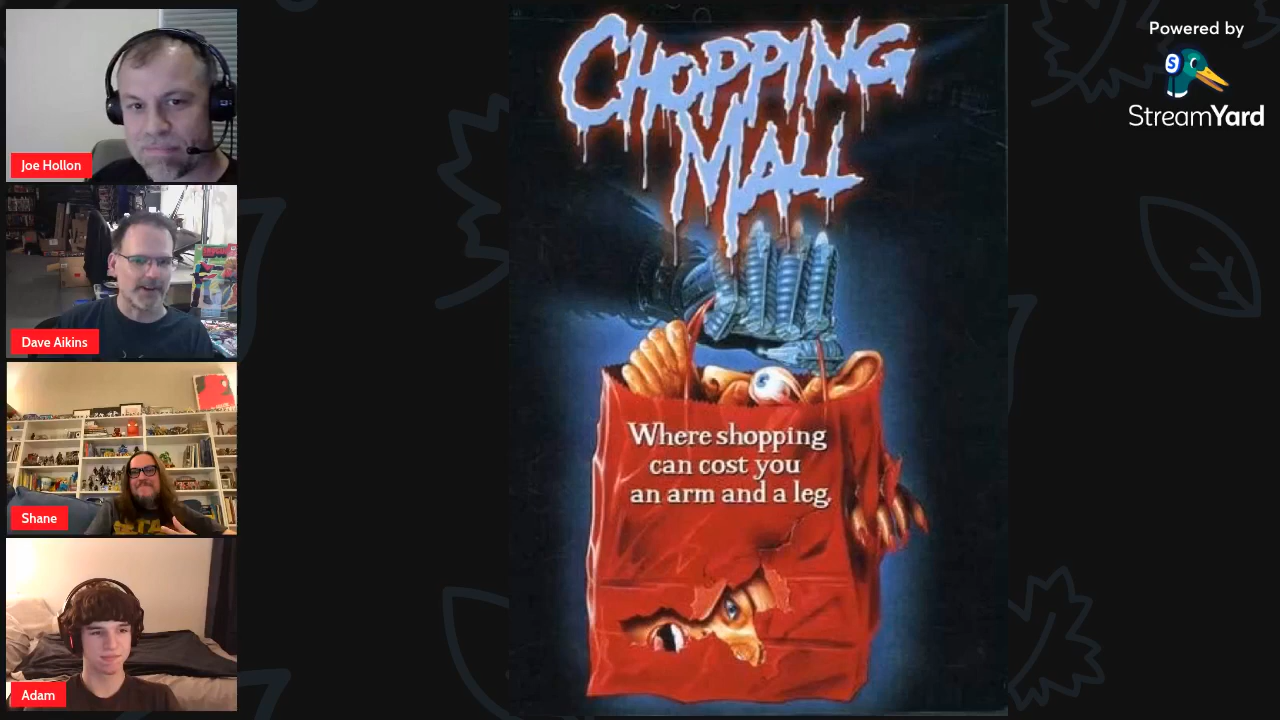 CHOPPING
MALL
Where shopping
can cost you
an arm and a leg.
Joe Hollon
Dave Aikins
Shane
Adam
Powered by
S
StreamYard